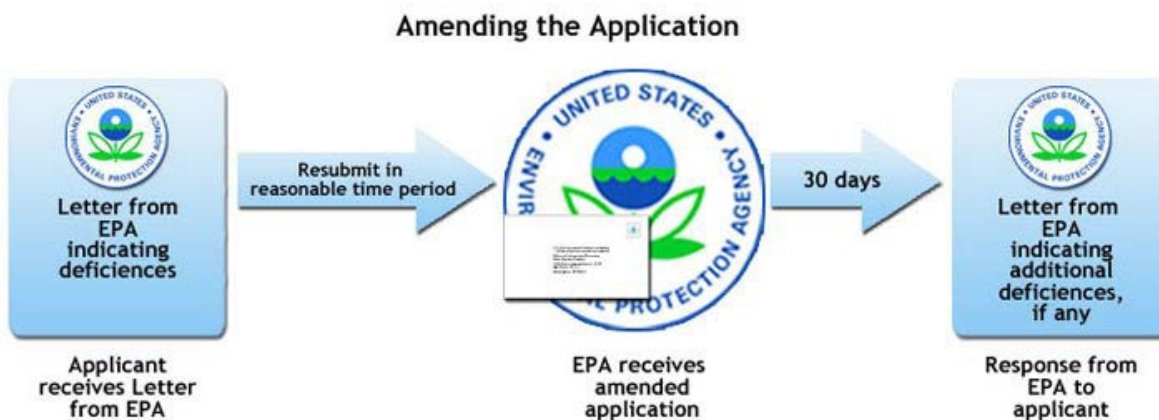 Amending the Application
UNITED STATES ENVIRONMENTAL PROTECTION AGENCY
Letter from
EPA
indicating
deficiences
Applicant
receives Letter
from EPA
Resubmit in
reasonable time period
UNITED STATES
ENVIR
AGENCY
PROTECTION
EPA receives
amended
application
30 days
UNITED STATES ENVIRONMENTAL PROTECTION AGENCY
Letter from
EPA
indicating
additional
deficiences,
if any
Response from
EPA to
applicant